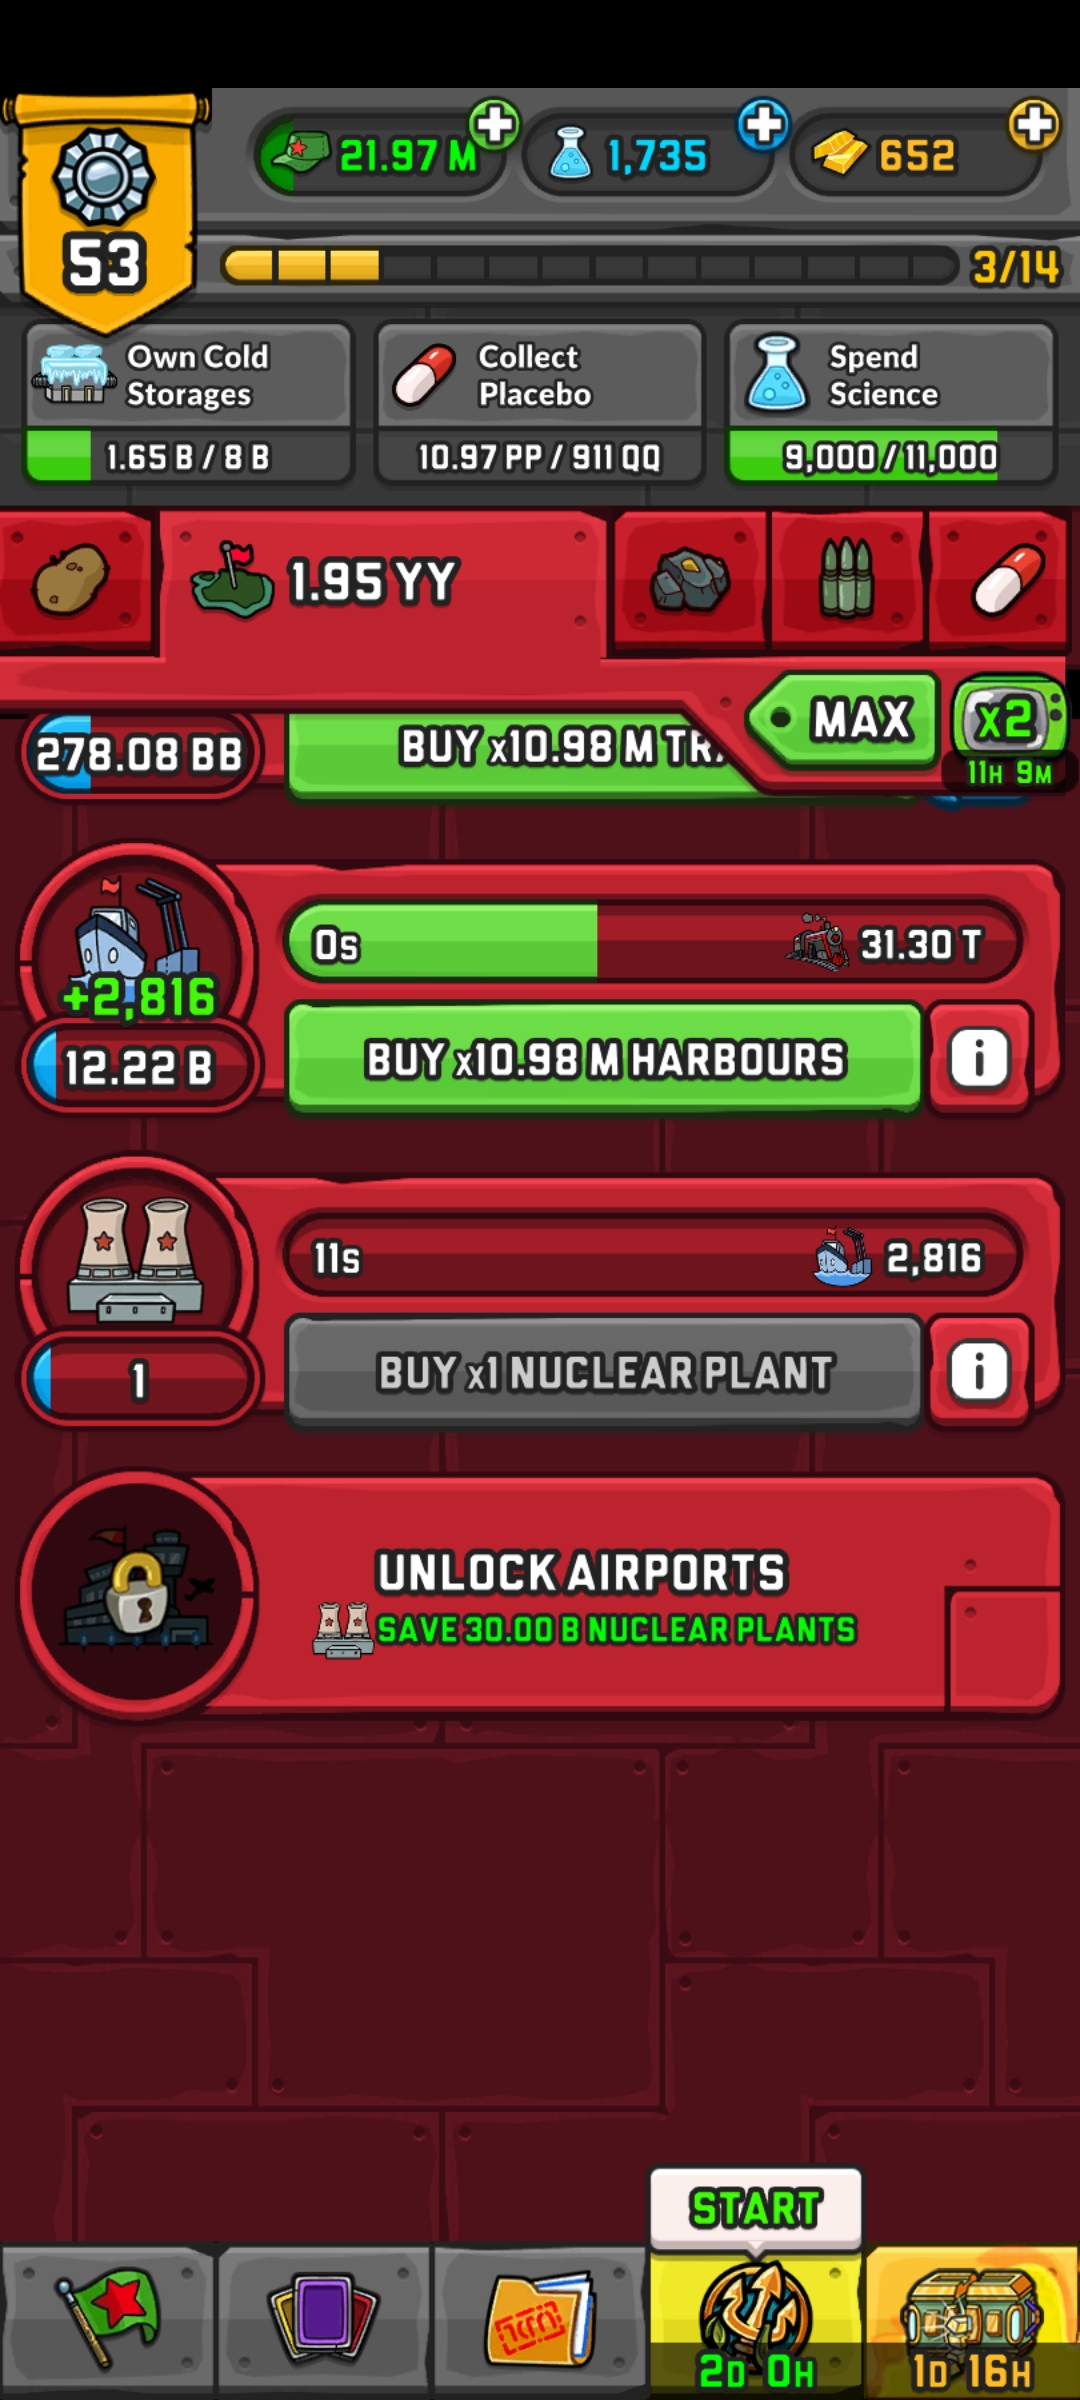 53
21.97 M
1,735
652
3/14
Own Cold
Storages
1.65 B / 8 B
Collect
Placebo
10.97 PP / 911 QQ
Spend
Science
9,000 / 11,000
1.95 YY
MAX
x2
11H 9M
278.08 BB
BUY x10.98 M TRA
+2,816
12.22 B
0s
31.30 T
BUY x10.98 M HARBOURS
i
1
11s
2,816
BUY x1 NUCLEAR PLANT
i
UNLOCK AIRPORTS
SAVE 30.00 B NUCLEAR PLANTS
START
2D 0H
1D 16H